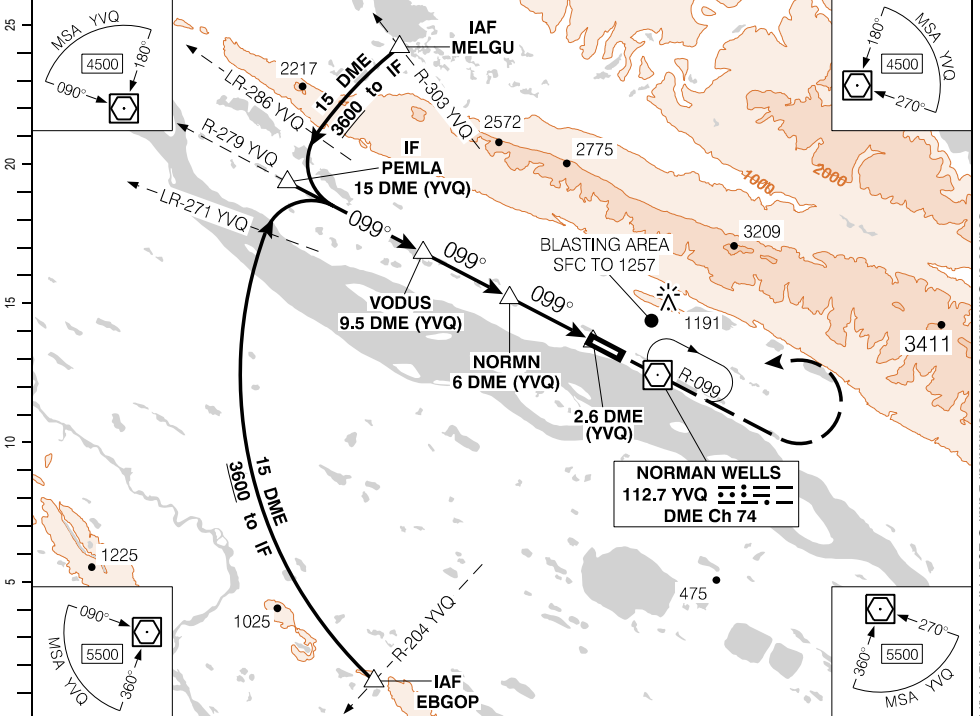 25
20
15
10
5
MSA YVQ
4500
180°
090°
MSA YVQ
4500
180°
270°
IAF
MELGU
2217
15 DME
3600 to IF
R-303 YVQ
LR-286 YVQ
R-279 YVQ
LR-271 YVQ
2572
2775
1000
2000
IF
PEMLA
15 DME (YVQ)
099°
099°
099°
BLASTING AREA
SFC TO 1257
3209
1191
3411
VODUS
9.5 DME (YVQ)
NORMN
6 DME (YVQ)
R-099
2.6 DME
(YVQ)
15 DME
3600 to IF
NORMAN WELLS
112.7 YVQ
DME Ch 74
1225
475
1025
R-204 YVQ
IAF
EBGOP
090°
5500
360°
MSA YVQ
270°
5500
360°
MSA YVQ